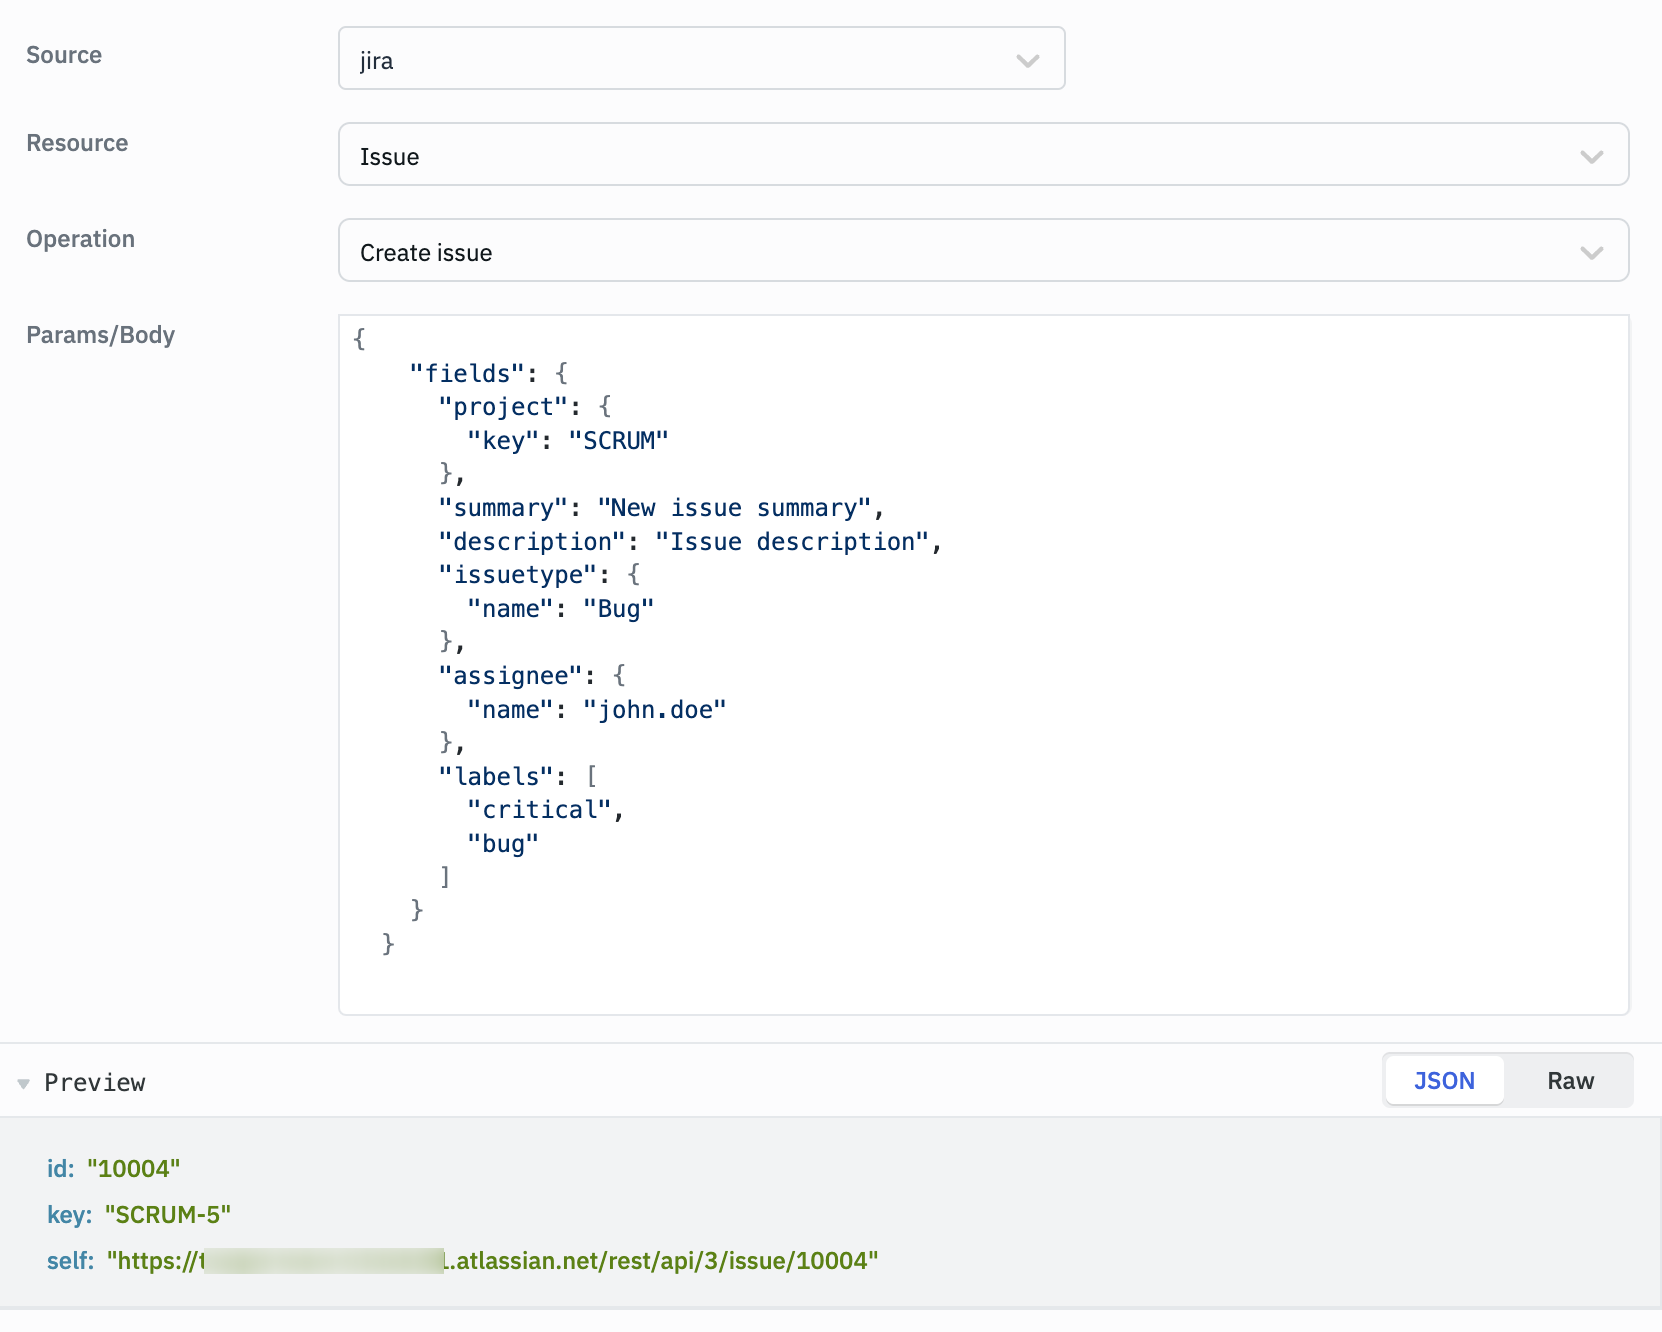 Source
jira
Resource
Issue
Operation
Create issue
Params/Body
{
    "fields": {
      "project": {
        "key": "SCRUM"
      },
      "summary": "New issue summary",
      "description": "Issue description",
      "issuetype": {
        "name": "Bug"
      },
      "assignee": {
        "name": "john.doe"
      },
      "labels": [
        "critical",
        "bug"
      ]
    }
  }
Preview
JSON
Raw
id: "10004"
key: "SCRUM-5"
self: "https://t .atlassian.net/rest/api/3/issue/10004"